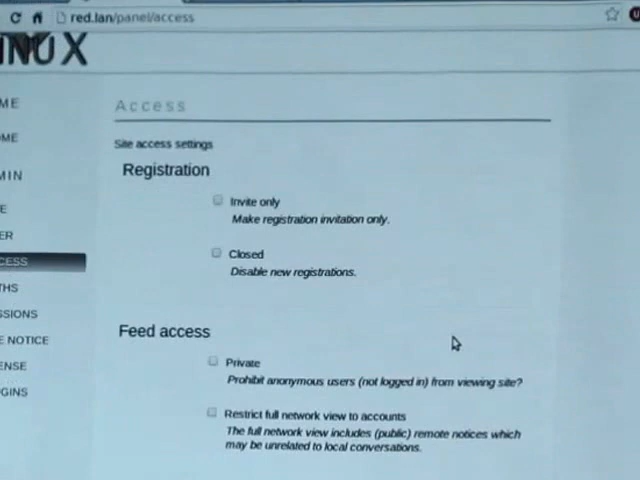 red.lan/panel/access
INUX
ME
Access
OME
Site access settings
MIN
Registration
E
Invite only
Make registration invitation only.
ER
Closed
CESS
Disable new registrations.
THS
SSIONS
Feed access
E NOTICE
Private
ENSE
Prohibit anonymous users (not logged in) from viewing site?
GINS
Restrict full network view to accounts
The full network view includes (public) remote notices which
may be unrelated to local conversations.